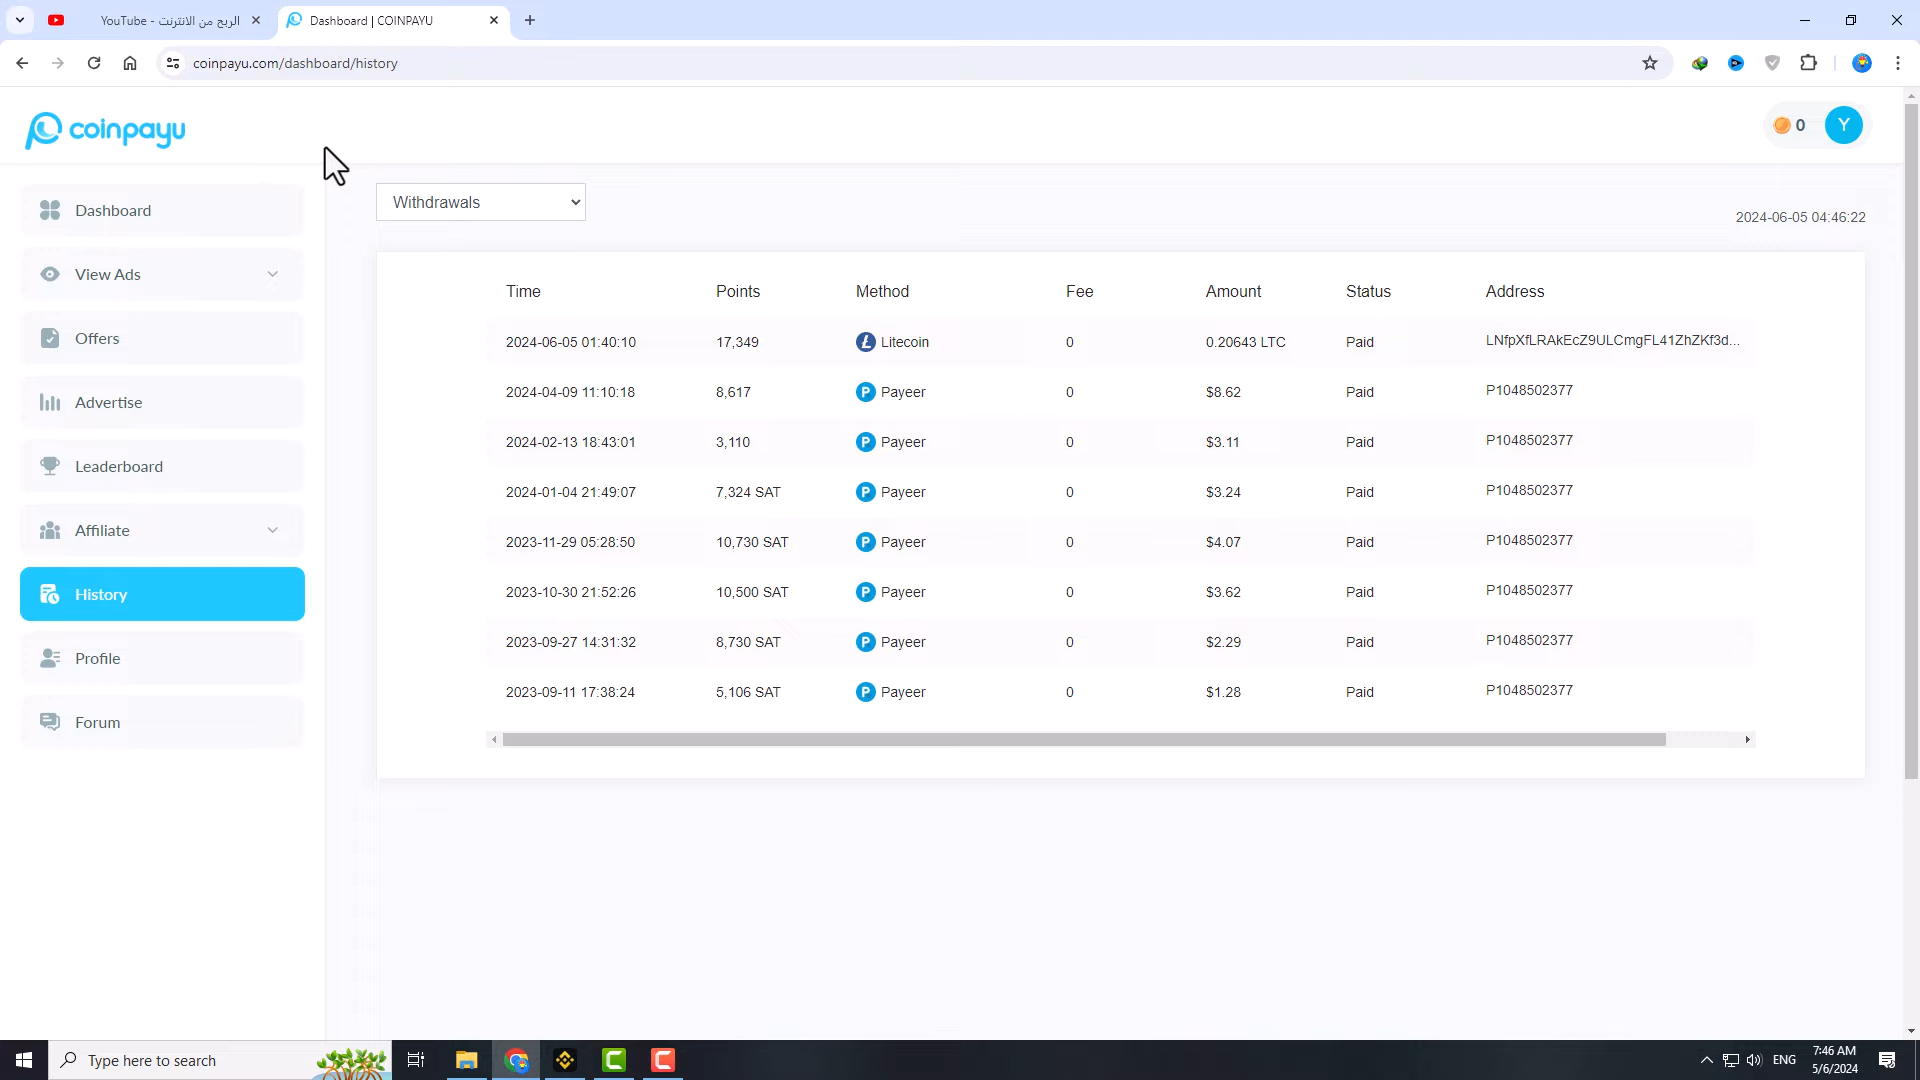 YouTube - الربح من الانترنت
Dashboard | COINPAYU
coinpayu.com/dashboard/history
coinpayu
0
Y
Dashboard
View Ads
Offers
Advertise
Leaderboard
Affiliate
History
Profile
Forum
Withdrawals
2024-06-05 04:46:22
Time Points Method Fee Amount Status Address
2024-06-05 01:40:10 17,349 Litecoin 0 0.20643 LTC Paid LNfpXfLRAkEcZ9ULCmgFL41ZhZKf3d...
2024-04-09 11:10:18 8,617 Payeer 0 $8.62 Paid P1048502377
2024-02-13 18:43:01 3,110 Payeer 0 $3.11 Paid P1048502377
2024-01-04 21:49:07 7,324 SAT Payeer 0 $3.24 Paid P1048502377
2023-11-29 05:28:50 10,730 SAT Payeer 0 $4.07 Paid P1048502377
2023-10-30 21:52:26 10,500 SAT Payeer 0 $3.62 Paid P1048502377
2023-09-27 14:31:32 8,730 SAT Payeer 0 $2.29 Paid P1048502377
2023-09-11 17:38:24 5,106 SAT Payeer 0 $1.28 Paid P1048502377
Type here to search
ENG
7:46 AM
5/6/2024